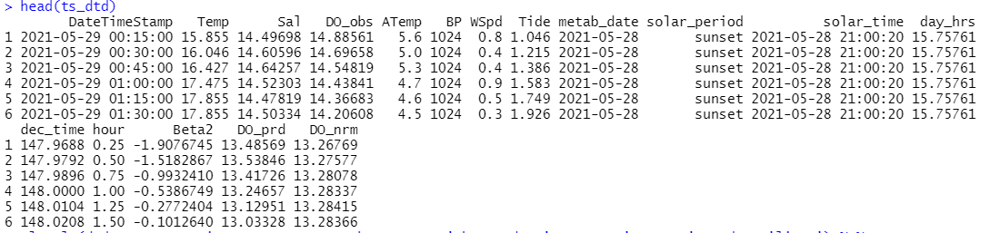 > head(ts_dtd)
DateTimeStamp Temp Sal DO_obs ATemp BP WSpd Tide metab_date solar_period solar_time day_hrs
1 2021-05-29 00:15:00 15.855 14.49698 14.88561 5.6 1024 0.8 1.046 2021-05-28 sunset 2021-05-28 21:00:20 15.75761
2 2021-05-29 00:30:00 16.046 14.60596 14.69658 5.0 1024 0.4 1.215 2021-05-28 sunset 2021-05-28 21:00:20 15.75761
3 2021-05-29 00:45:00 16.427 14.64257 14.54819 5.3 1024 0.4 1.386 2021-05-28 sunset 2021-05-28 21:00:20 15.75761
4 2021-05-29 01:00:00 17.475 14.52303 14.43841 4.7 1024 0.9 1.583 2021-05-28 sunset 2021-05-28 21:00:20 15.75761
5 2021-05-29 01:15:00 17.855 14.47819 14.36683 4.6 1024 0.5 1.749 2021-05-28 sunset 2021-05-28 21:00:20 15.75761
6 2021-05-29 01:30:00 17.855 14.50334 14.20608 4.5 1024 0.3 1.926 2021-05-28 sunset 2021-05-28 21:00:20 15.75761
dec_time hour Beta2 DO_prd DO_nrm
1 147.9688 0.25 -1.9076745 13.48569 13.26769
2 147.9792 0.50 -1.5182867 13.53846 13.27577
3 147.9896 0.75 -0.9932410 13.41726 13.28078
4 148.0000 1.00 -0.5386749 13.24657 13.28337
5 148.0104 1.25 -0.2772404 13.12951 13.28415
6 148.0208 1.50 -0.1012640 13.03328 13.28366